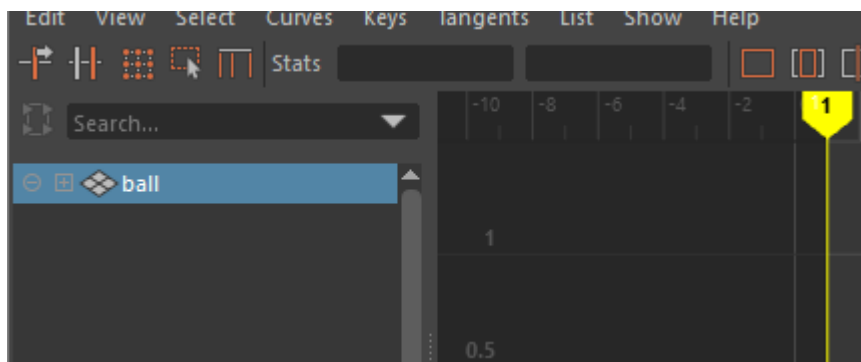 Edit View Select Curves Keys Tangents List Show Help
Stats
Search...
-10 -8 -6 -4 -2 1
ball
1
0.5